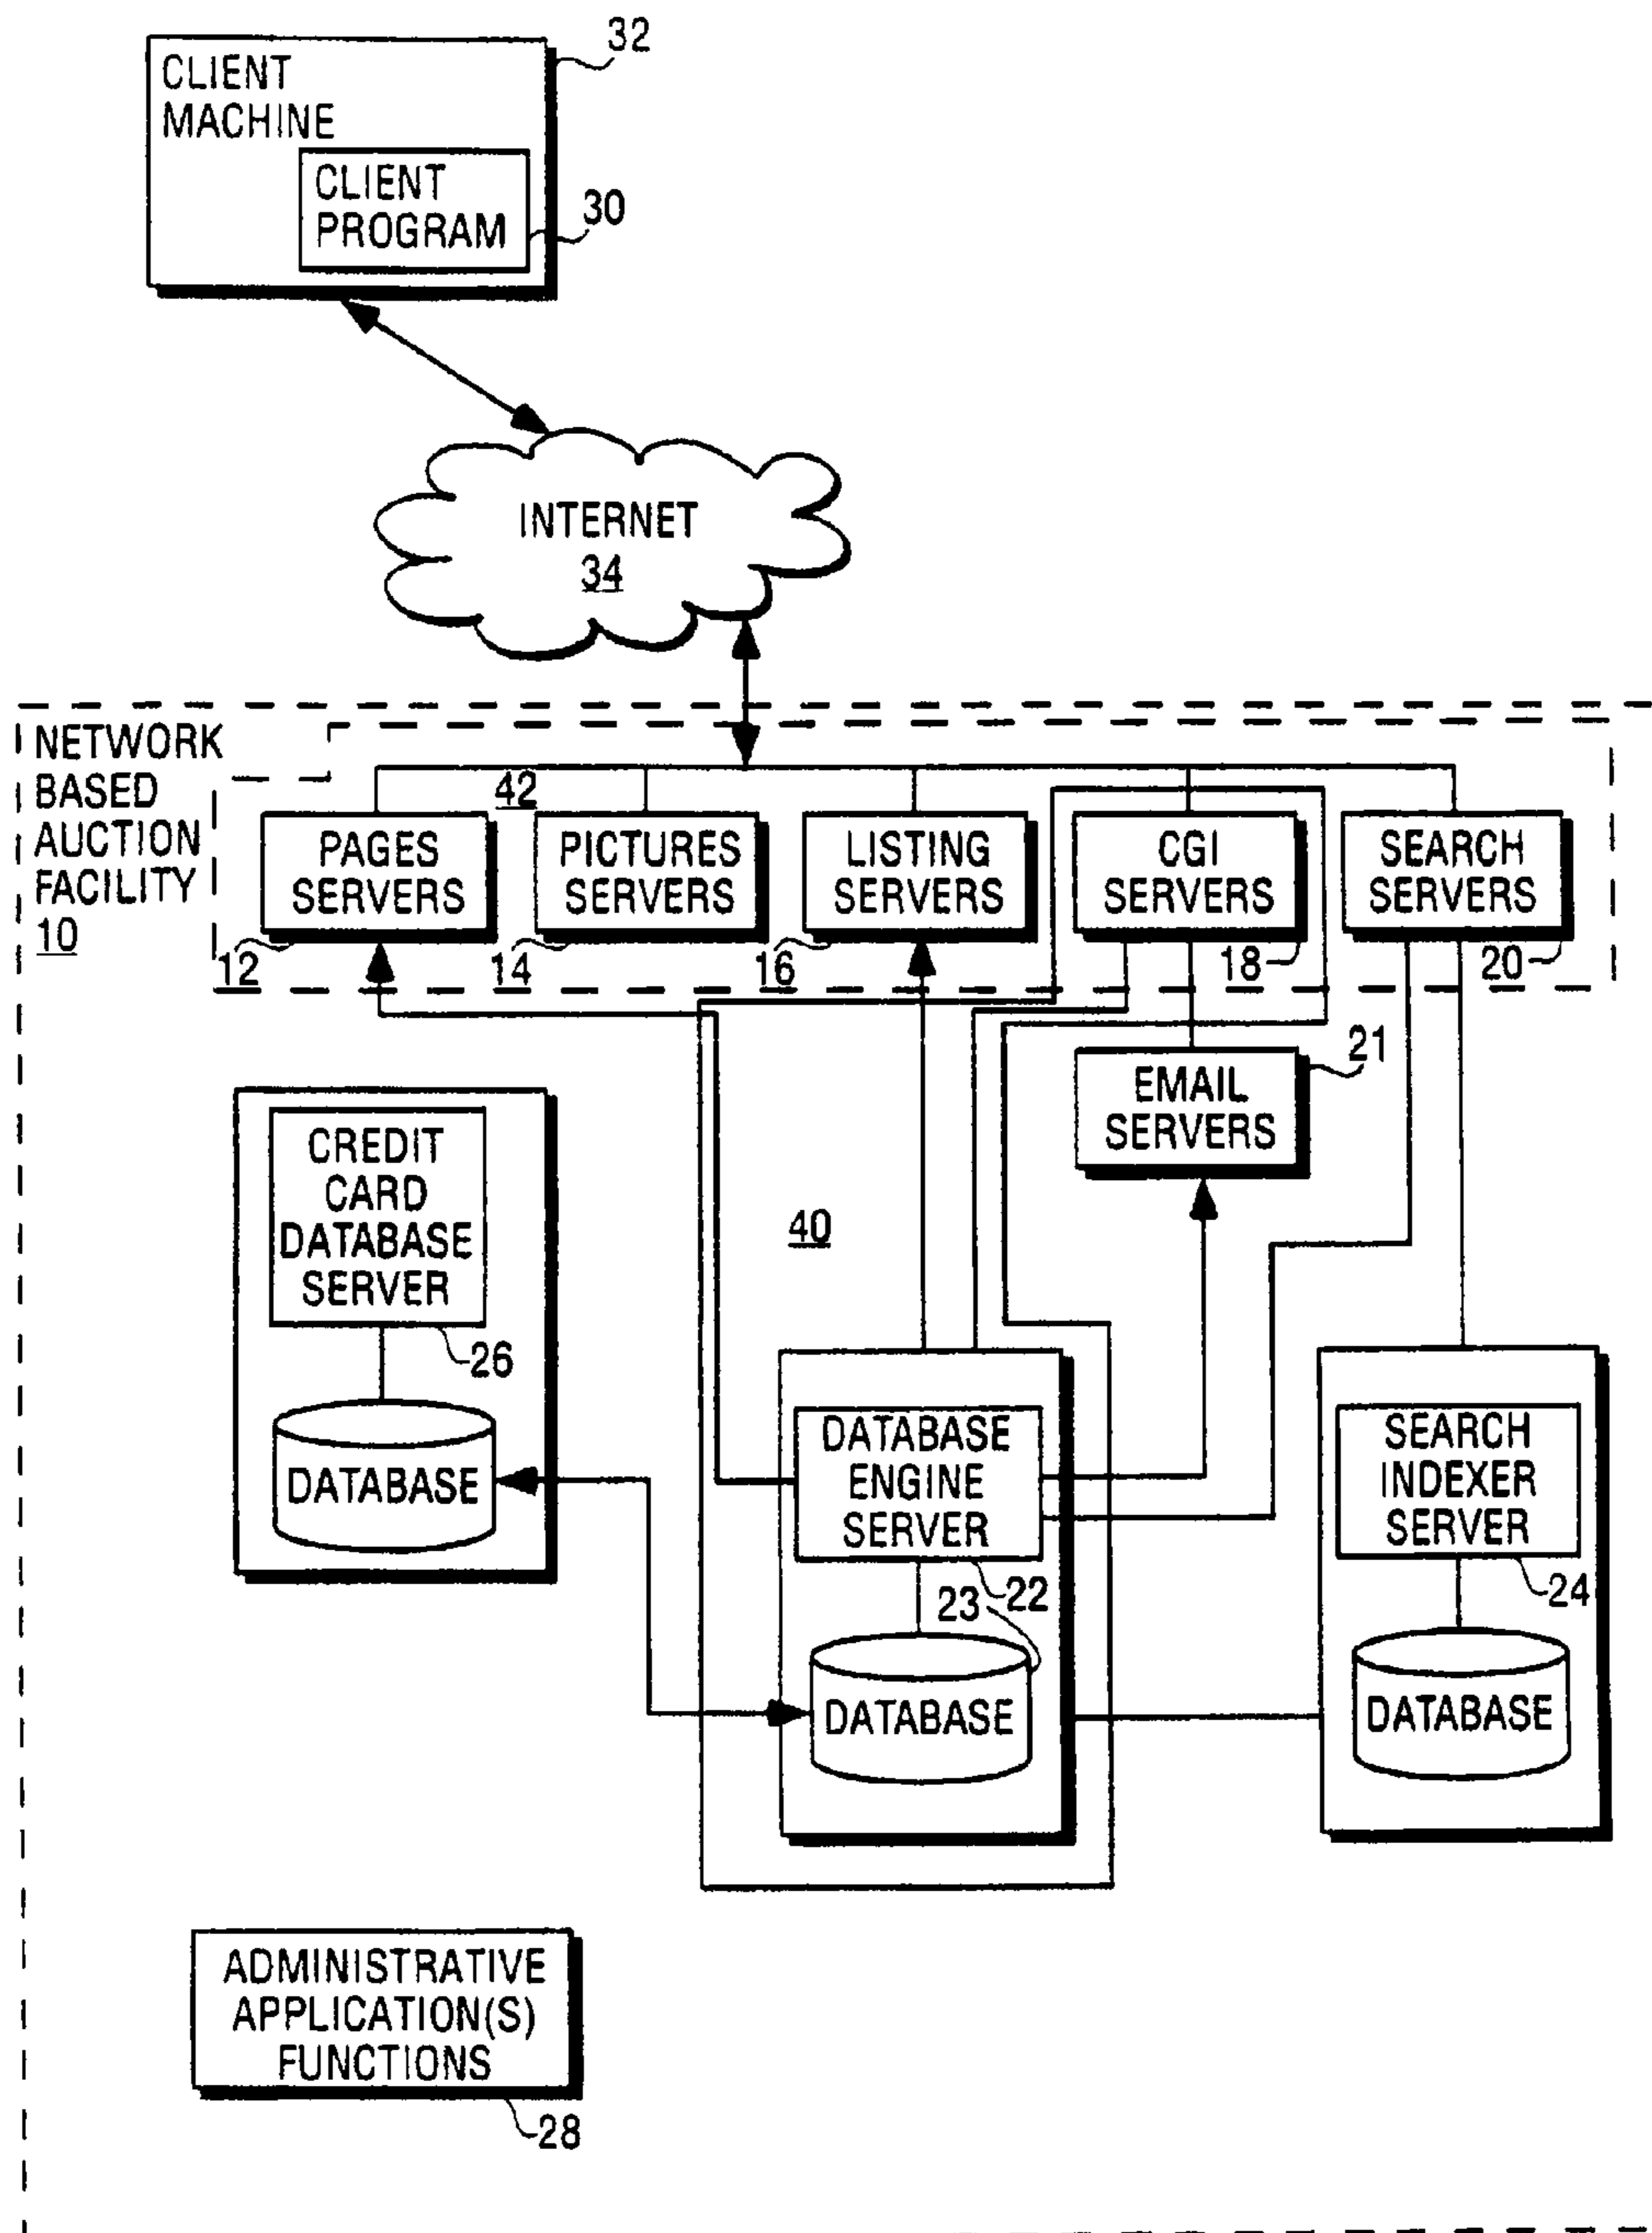 32
CLIENT
MACHINE
CLIENT
PROGRAM
30
INTERNET
34
NETWORK
BASED
AUCTION
FACILITY
10
42
PAGES
SERVERS
12
PICTURES
SERVERS
14
LISTING
SERVERS
16
CGI
SERVERS
18
SEARCH
SERVERS
20
EMAIL
SERVERS
21
CREDIT
CARD
DATABASE
SERVER
26
DATABASE
40
DATABASE
ENGINE
SERVER
22
23
DATABASE
SEARCH
INDEXER
SERVER
24
DATABASE
ADMINISTRATIVE
APPLICATION(S)
FUNCTIONS
28